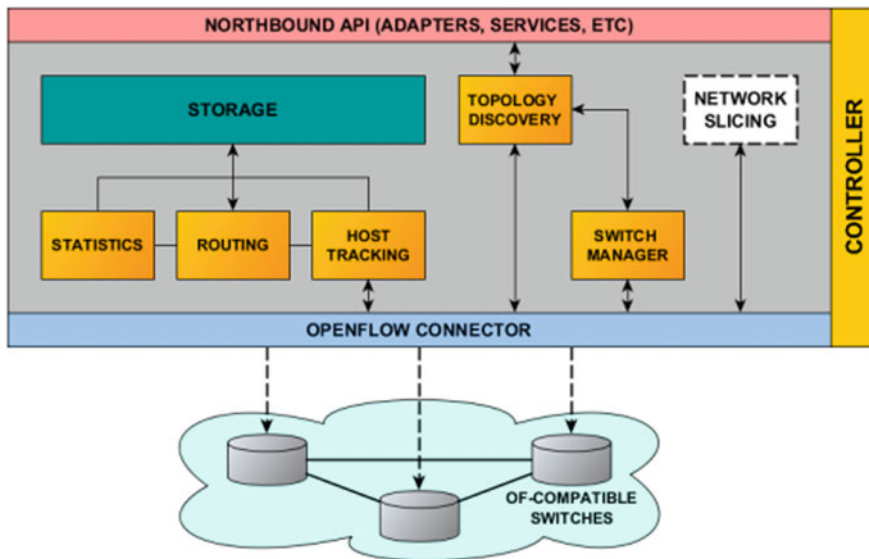 NORTHBOUND API (ADAPTERS, SERVICES, ETC)
CONTROLLER
STORAGE
TOPOLOGY
DISCOVERY
NETWORK
SLICING
STATISTICS
ROUTING
HOST
TRACKING
SWITCH
MANAGER
OPENFLOW CONNECTOR
OF-COMPATIBLE
SWITCHES